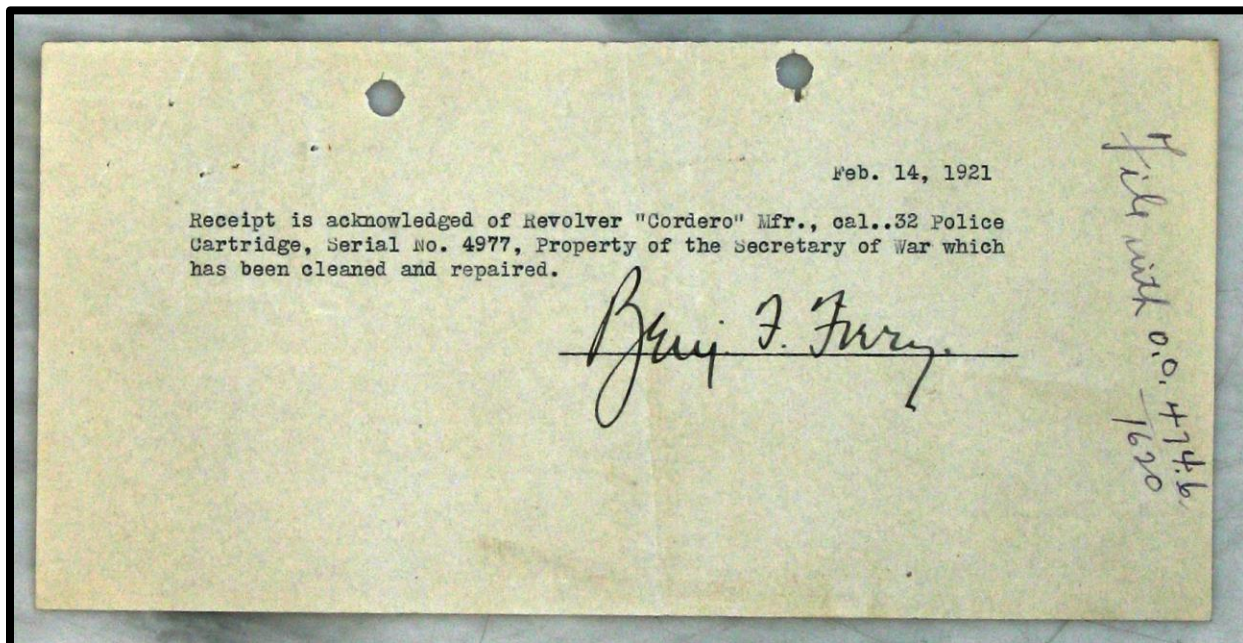 Feb. 14, 1921
Receipt is acknowledged of Revolver "Cordero" Mfr., cal..32 Police
Cartridge, Serial No. 4977, Property of the Secretary of War which
has been cleaned and repaired.
Benj. F.
File with O.O. 474.6
1620